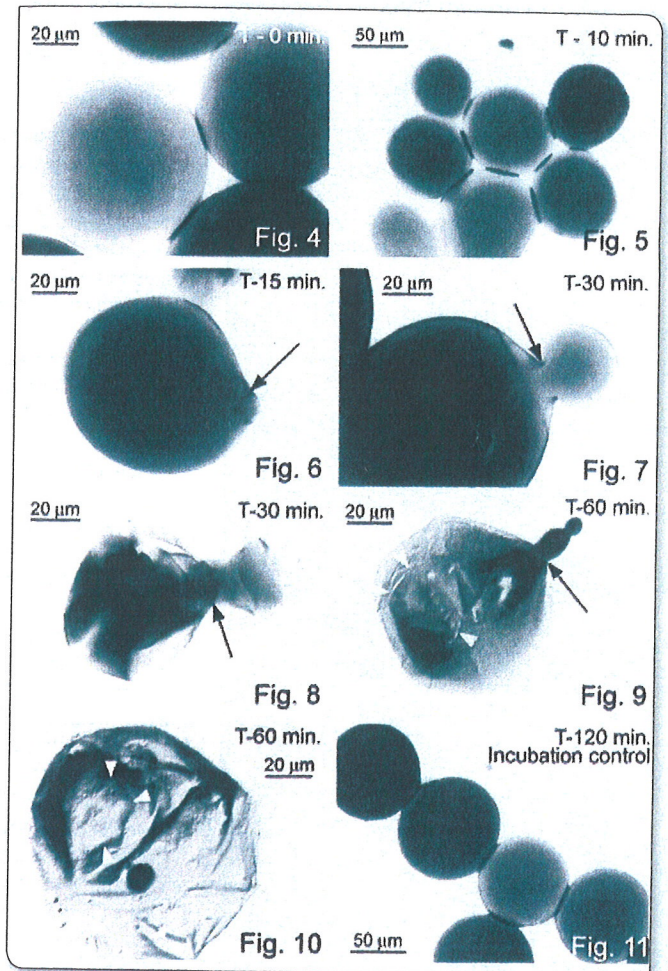 20 µm
T - 0 min.
Fig. 4
50 µm
T - 10 min.
Fig. 5
20 µm
T-15 min.
Fig. 6
20 µm
T-30 min.
Fig. 7
20 µm
T-30 min.
Fig. 8
20 µm
T-60 min.
Fig. 9
T-60 min.
20 µm
Fig. 10
T-120 min.
Incubation control
50 µm
Fig. 11